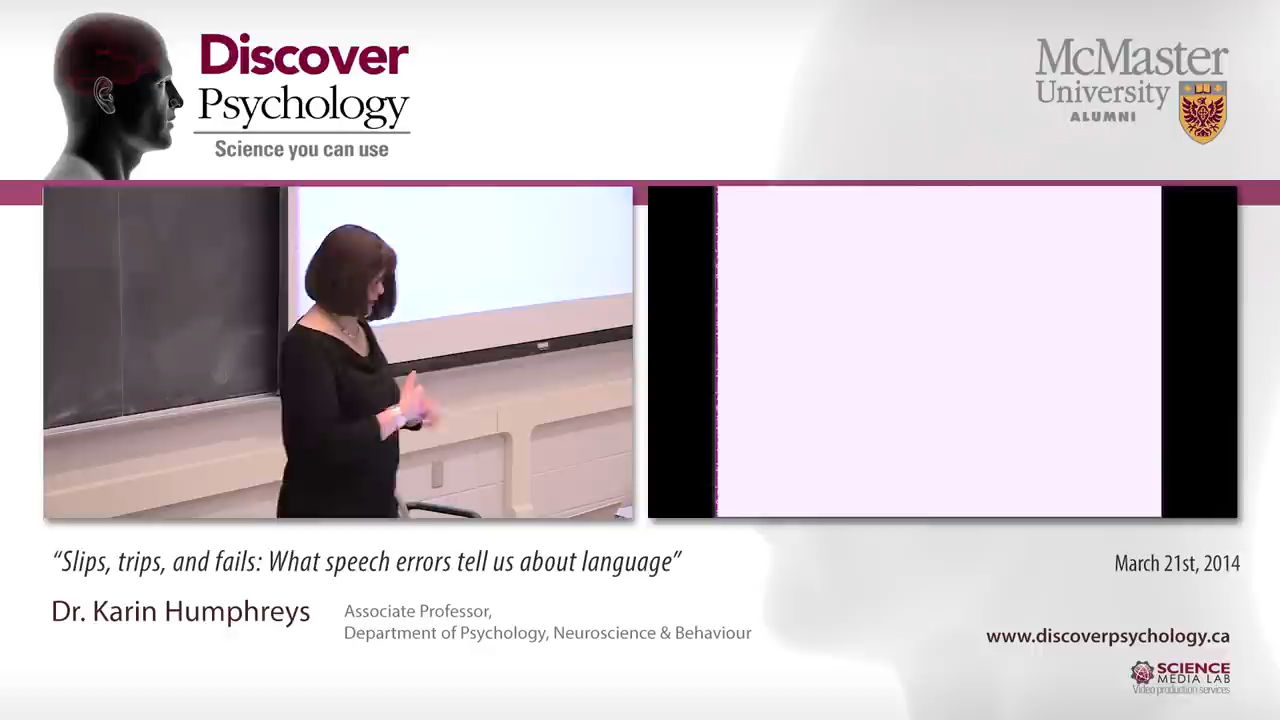 Discover
Psychology
Science you can use
McMaster
University
ALUMNI
“Slips, trips, and fails: What speech errors tell us about language”
March 21st, 2014
Dr. Karin Humphreys
Associate Professor,
Department of Psychology, Neuroscience & Behaviour
www.discoverpsychology.ca
SCIENCE
MEDIA LAB
Video production services